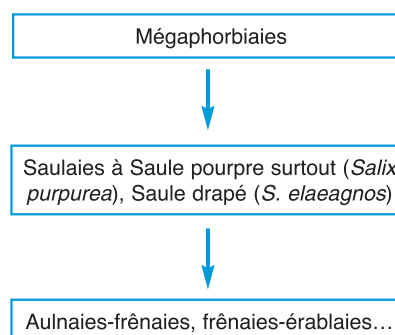 Mégaphorbiaies
Saulaies à Saule pourpre surtout (Salix
purpurea), Saule drapé (S. elaeagnos)
Aulnaies-frênaies, frênaies-érablaies…